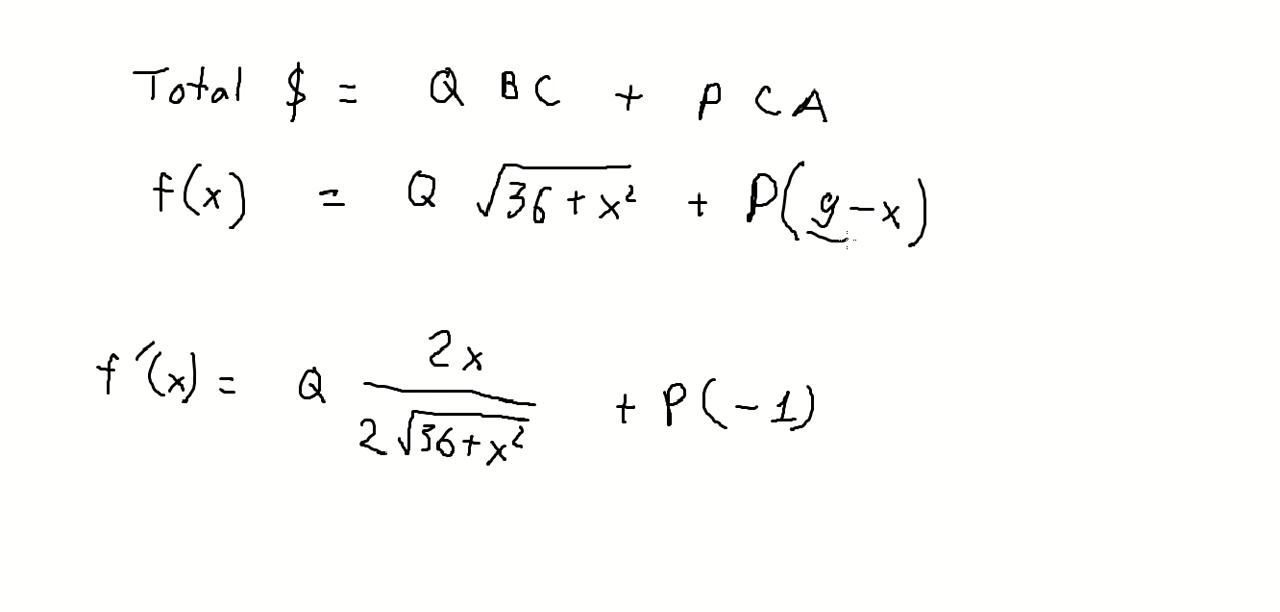 Total $ = Q BC + P CA
f(x) = Q √(36+x²) + P(9-x)
f'(x) = Q 2x / 2√(36+x²) + P(-1)